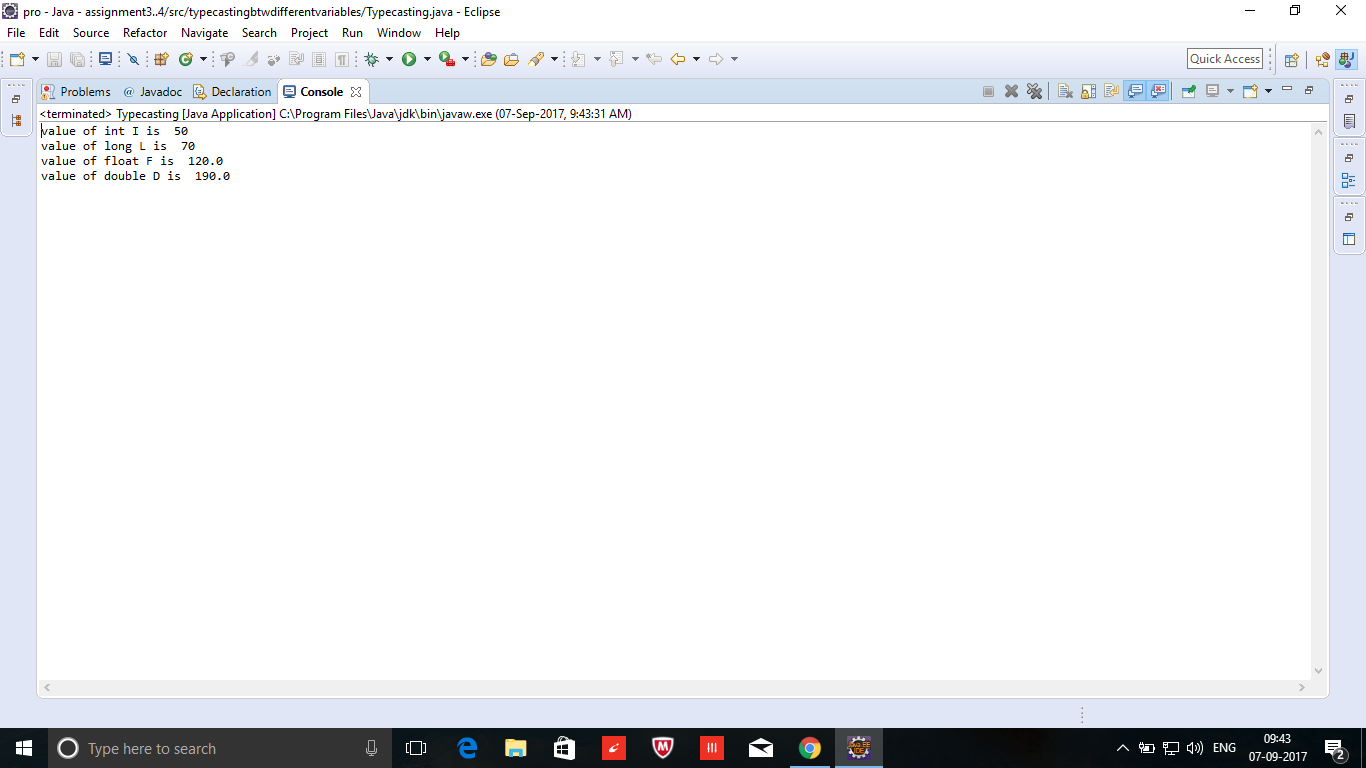 pro - Java - assignment3..4/src/typecastingbtwdifferentvariables/Typecasting.java - Eclipse
File Edit Source Refactor Navigate Search Project Run Window Help
Quick Access
Problems @ Javadoc Declaration Console
<terminated> Typecasting [Java Application] C:\Program Files\Java\jdk\bin\javaw.exe (07-Sep-2017, 9:43:31 AM)
value of int I is  50
value of long L is  70
value of float F is  120.0
value of double D is  190.0
Type here to search
ENG
09:43
07-09-2017
2